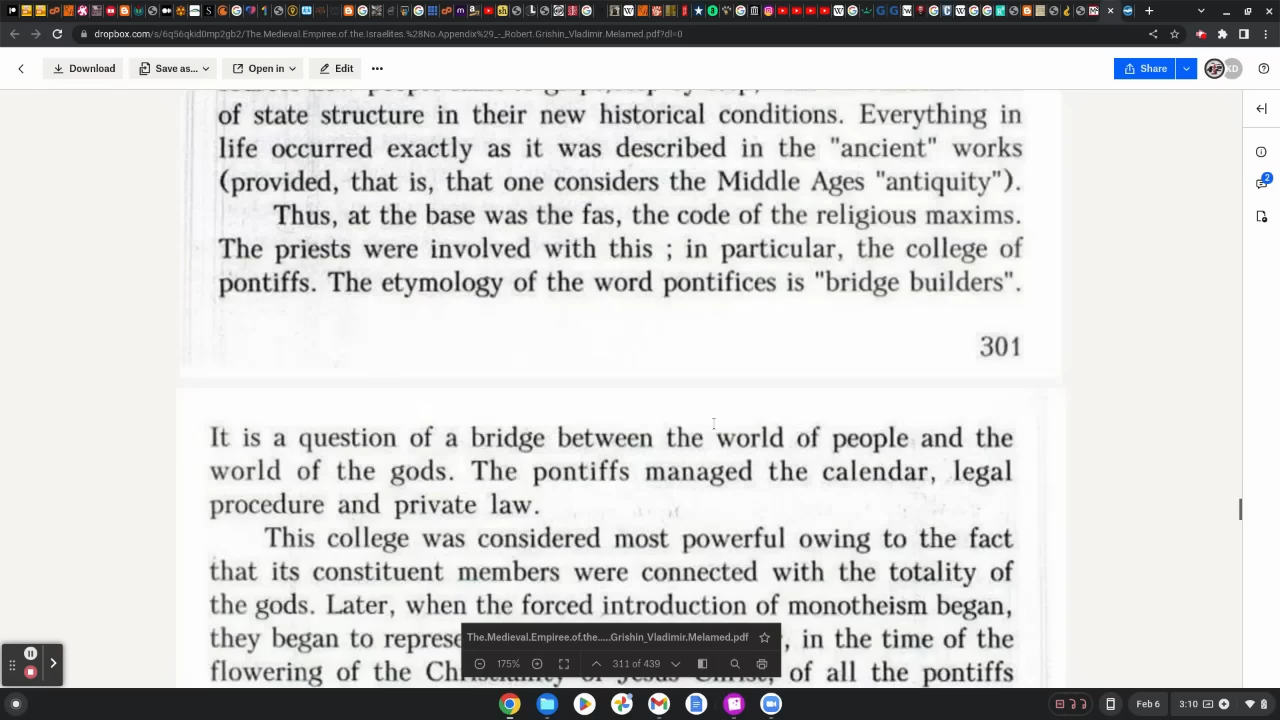 dropbox.com/s/6q56qkid0mp2gb2/The.Medieval.Empiree.of.the.Israelites.%28No.Appendix%29_-_Robert.Grishin_Vladimir.Melamed.pdf?dl=0
Download Save as... Open in Edit Share KD
2
of state structure in their new historical conditions. Everything in
life occurred exactly as it was described in the "ancient" works
(provided, that is, that one considers the Middle Ages "antiquity").
Thus, at the base was the fas, the code of the religious maxims.
The priests were involved with this ; in particular, the college of
pontiffs. The etymology of the word pontifices is "bridge builders".
301
It is a question of a bridge between the world of people and the
world of the gods. The pontiffs managed the calendar, legal
procedure and private law.
This college was considered most powerful owing to the fact
that its constituent members were connected with the totality of
the gods. Later, when the forced introduction of monotheism began,
they began to in the time of the
flowering of the of all the pontiffs
The.Medieval.Empiree.of.the.....Grishin_Vladimir.Melamed.pdf
175% 311 of 439
Feb 6 3:10